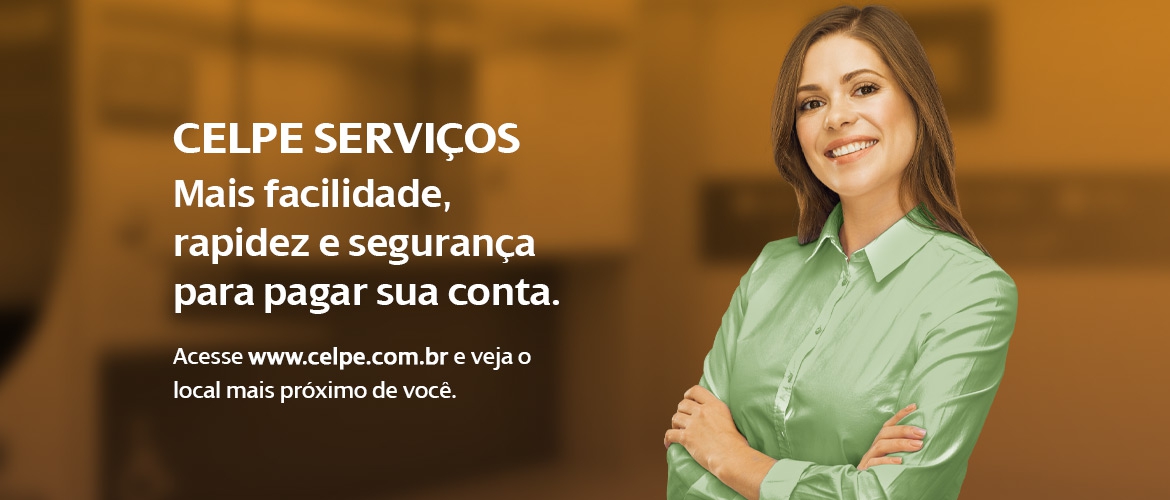 CELPE SERVIÇOS
Mais facilidade,
rapidez e segurança
para pagar sua conta.
Acesse www.celpe.com.br e veja o
local mais próximo de você.